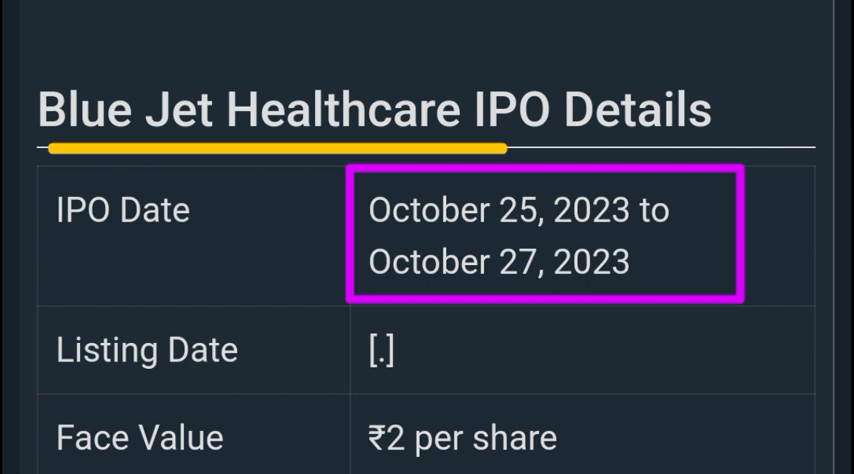 Blue Jet Healthcare IPO Details
IPO Date
October 25, 2023 to
October 27, 2023
Listing Date
[.]
Face Value
₹2 per share